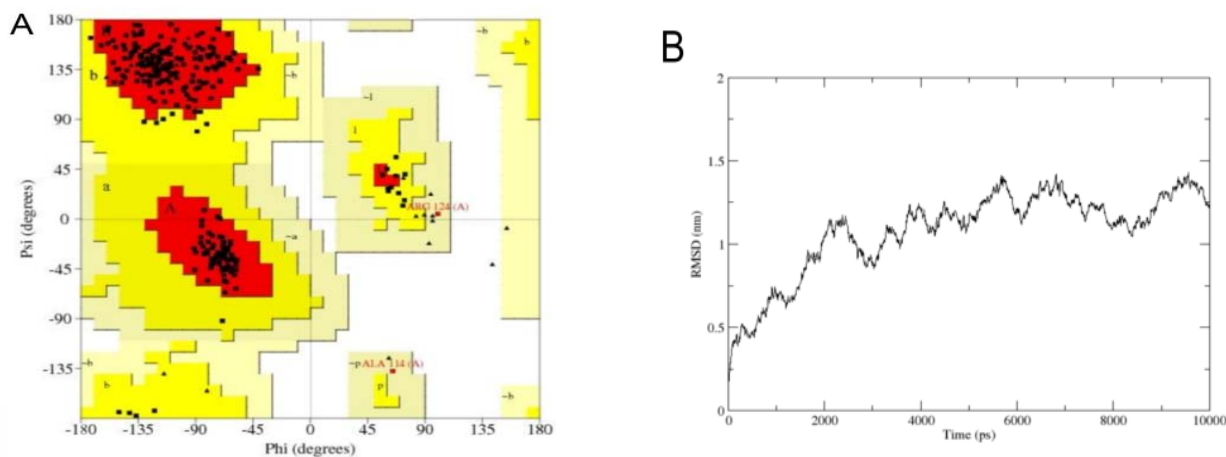 A
180
135
90
45
0
-45
-90
-135
Psi (degrees)
b
~b
~l
l
a
A
~a
ARG 124 (A)
~b
b
~p
ALA 114 (A)
p
b
~b
-180
-135
-90
-45
0
45
90
135
180
Phi (degrees)
B
2
1.5
1
0.5
0
RMSD (nm)
0
2000
4000
6000
8000
10000
Time (ps)